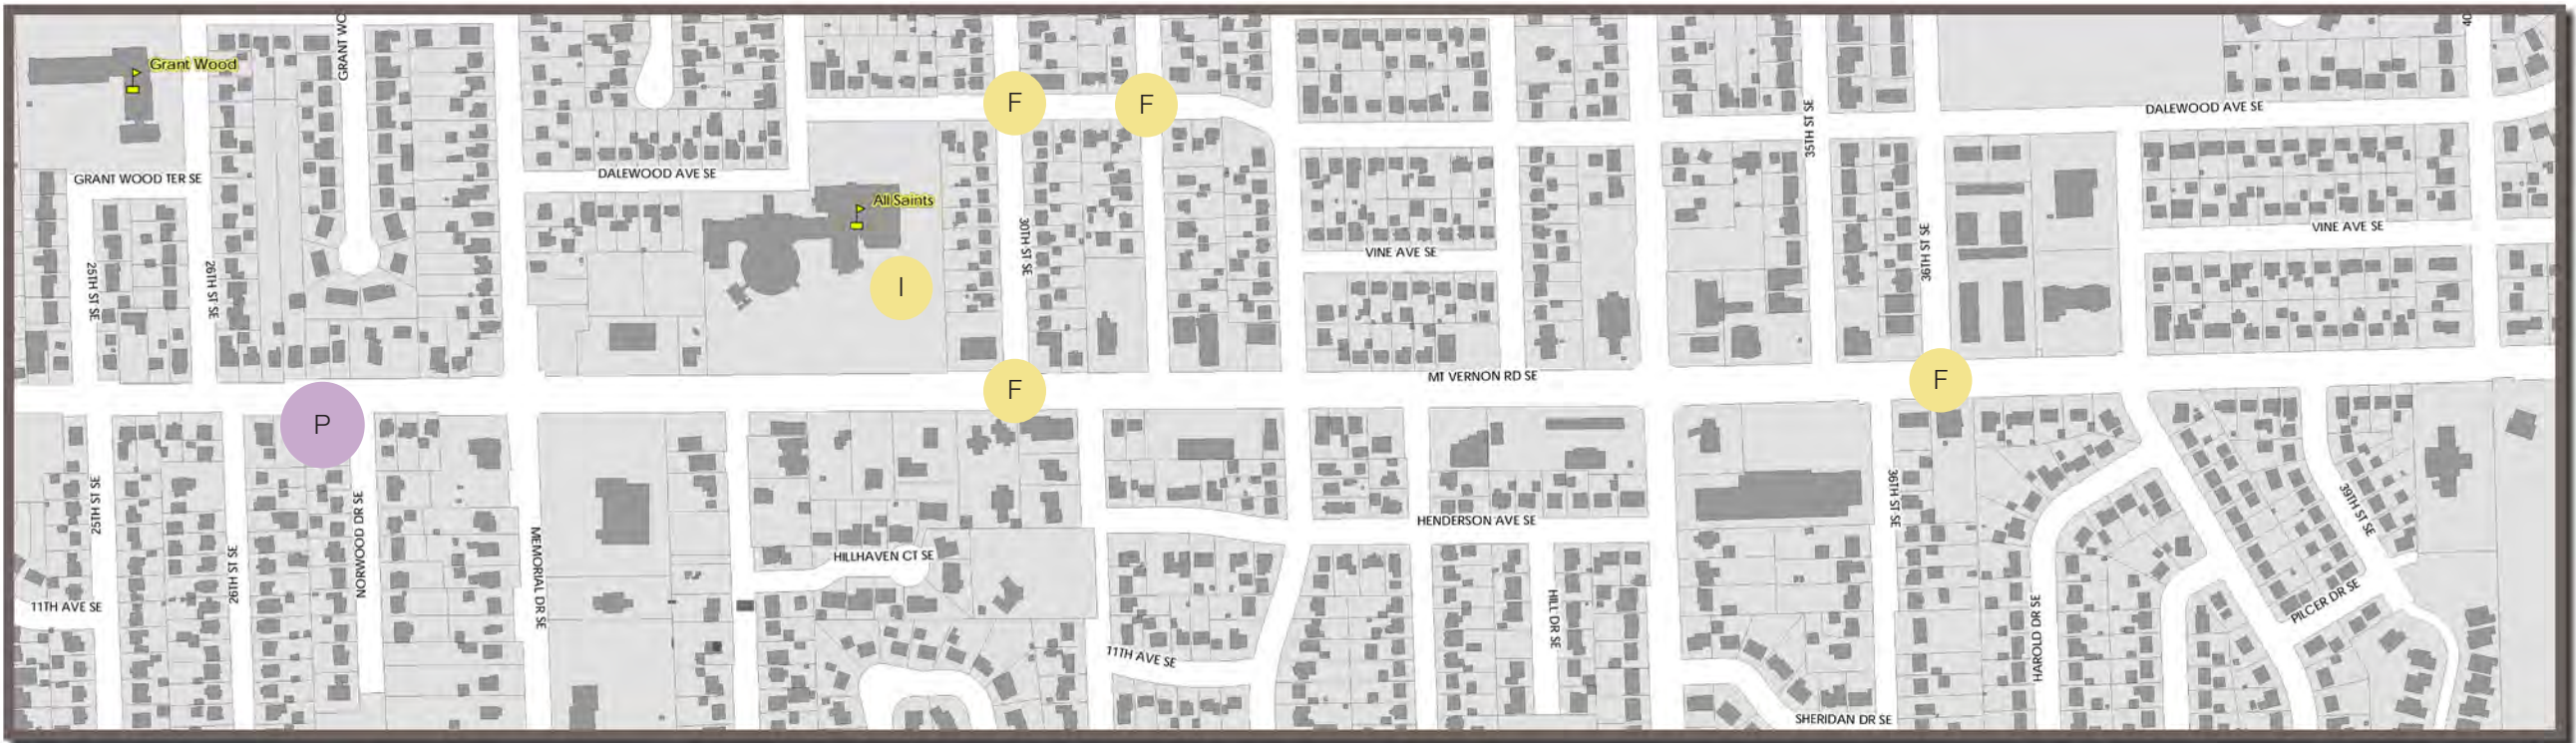 GRANT WO
40
Grant Wood
F
F
DALEWOOD AVE SE
35TH ST SE
GRANT WOOD TER SE
DALEWOOD AVE SE
All Saints
30TH ST SE
VINE AVE SE
36TH ST SE
VINE AVE SE
25TH ST SE
26TH ST SE
I
MT VERNON RD SE
F
F
P
25TH ST SE
36TH ST SE
39TH ST SE
HENDERSON AVE SE
NORWOOD DR SE
HILLHAVEN CT SE
26TH ST SE
MEMORIAL DR SE
11TH AVE SE
HILL DR SE
HAROLD DR SE
PILCER DR SE
11TH AVE SE
SHERIDAN DR SE